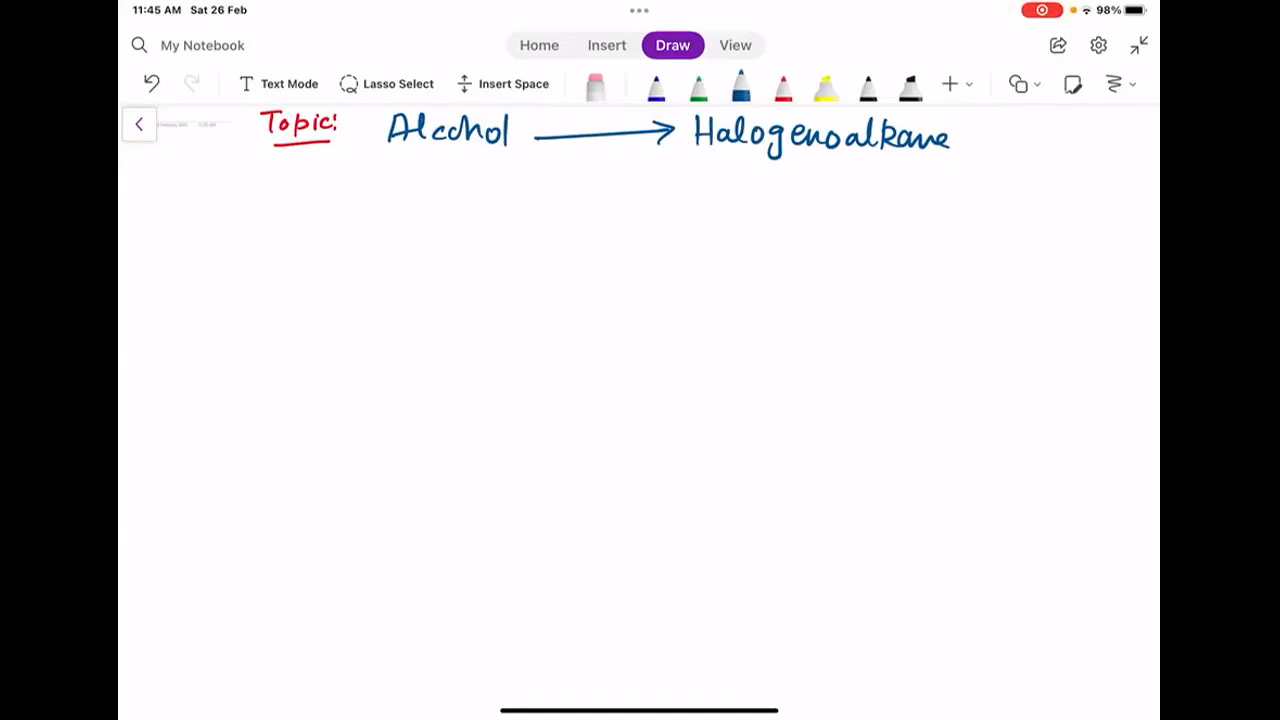 11:45 AM Sat 26 Feb 98%
My Notebook Home Insert Draw View
Text Mode Lasso Select Insert Space
Topic: Alcohol → Halogenoalkane